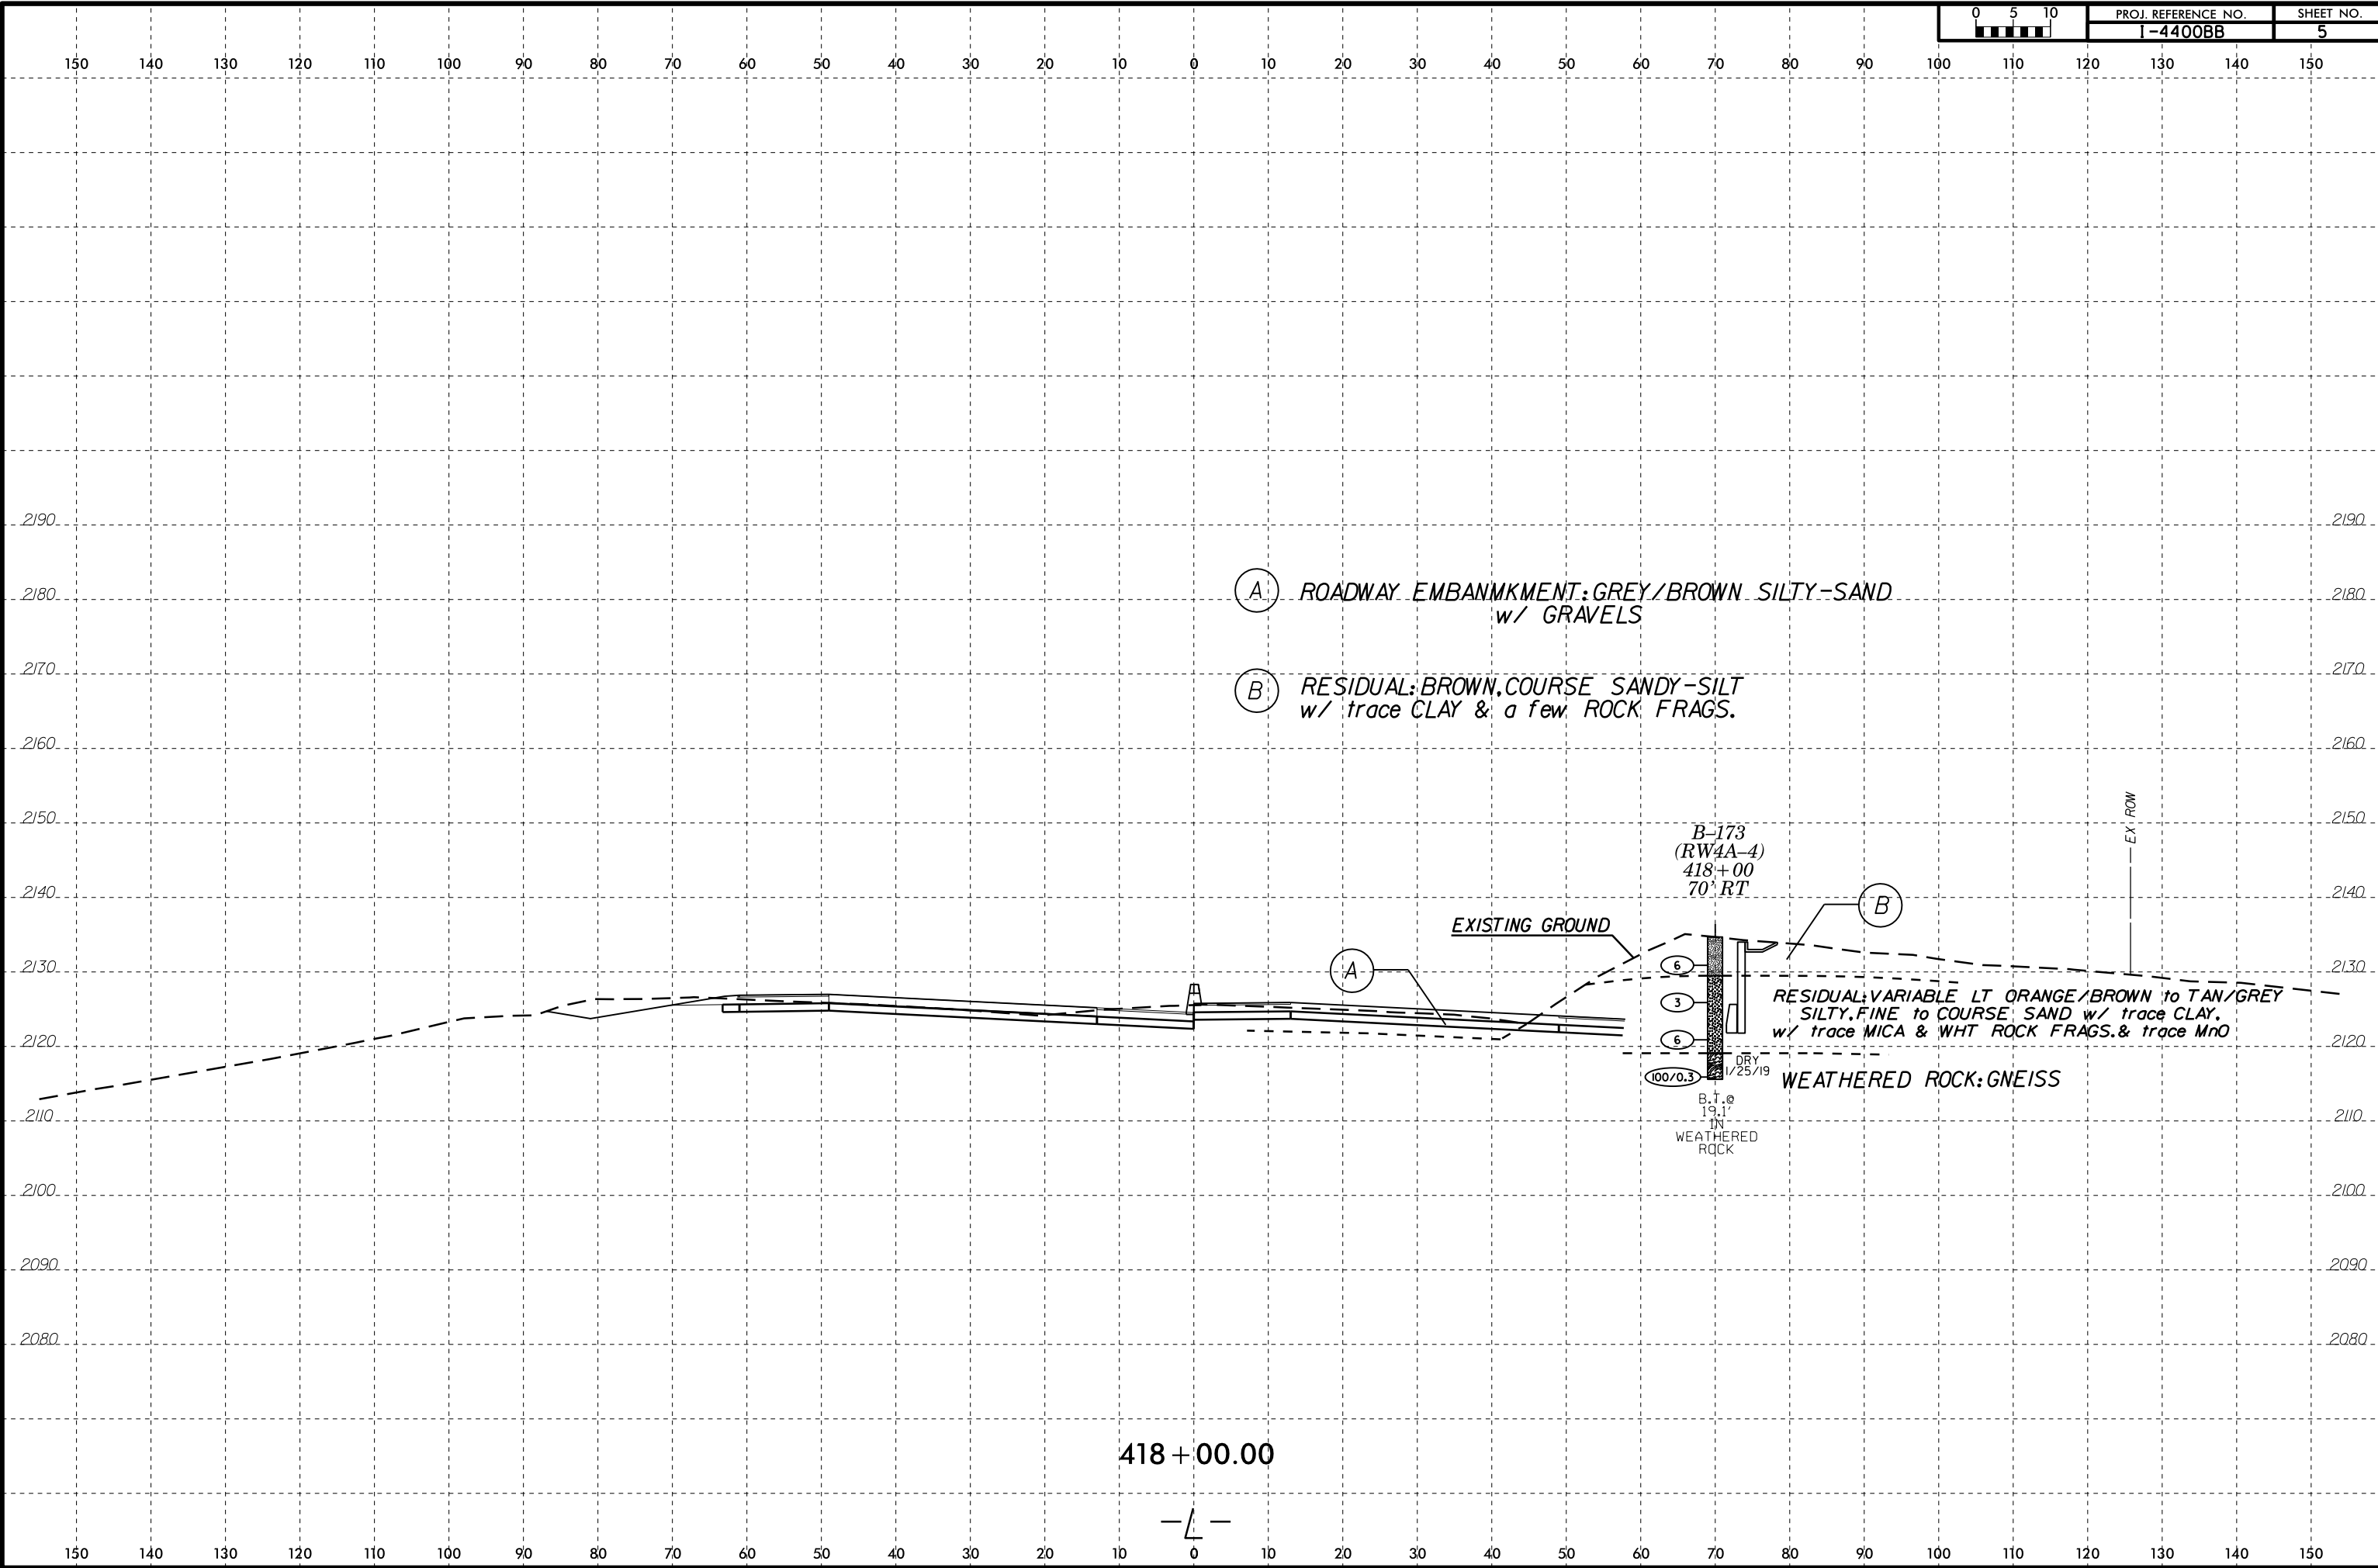 0 5 10
PROJ. REFERENCE NO.
SHEET NO.
I-4400BB
5
150 140 130 120 110 100 90 80 70 60 50 40 30 20 10 0 10 20 30 40 50 60 70 80 90 100 110 120 130 140 150
2190 2190
A ROADWAY EMBANMKMENT: GREY/BROWN SILTY-SAND
2180 2180
w/ GRAVELS
2170 2170
B RESIDUAL: BROWN, COURSE SANDY-SILT
w/ trace CLAY & a few ROCK FRAGS.
2160 2160
2150 2150
EX ROW
B-173
(RW4A-4)
418+00
70' RT
2140 2140
B
EXISTING GROUND
A
2130 2130
6
3
RESIDUAL: VARIABLE LT ORANGE/BROWN to TAN/GREY
SILTY, FINE to COURSE SAND w/ trace CLAY,
w/ trace MICA & WHT ROCK FRAGS. & trace MnO
2120 2120
6
DRY
1/25/19
100/0.3
WEATHERED ROCK: GNEISS
B.T.@
19.1'
IN
WEATHERED
ROCK
2110 2110
2100 2100
2090 2090
2080 2080
418+00.00
-L-
150 140 130 120 110 100 90 80 70 60 50 40 30 20 10 0 10 20 30 40 50 60 70 80 90 100 110 120 130 140 150